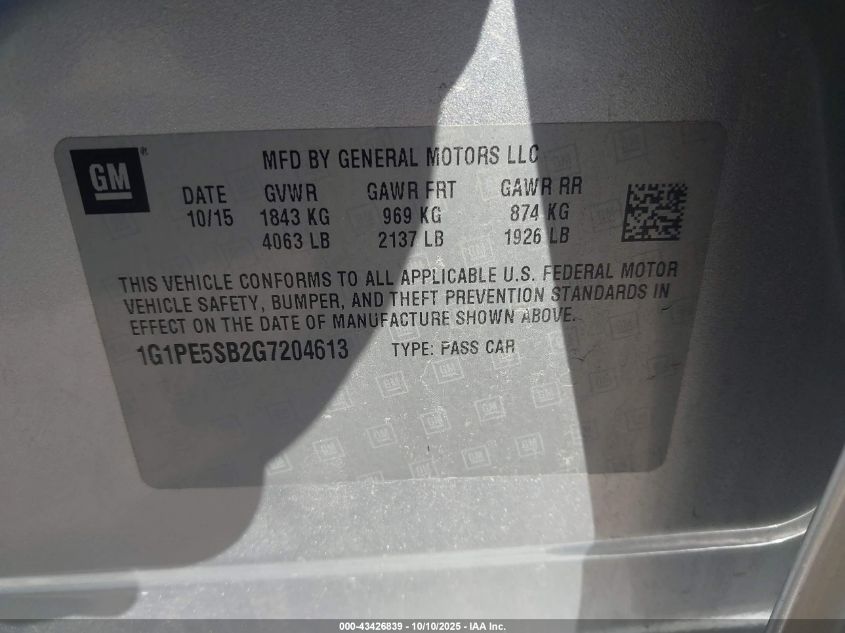 GM®
MFD BY GENERAL MOTORS LLC
DATE GVWR GAWR FRT GAWR RR
10/15 1843 KG 969 KG 874 KG
4063 LB 2137 LB 1926 LB
THIS VEHICLE CONFORMS TO ALL APPLICABLE U.S. FEDERAL MOTOR
VEHICLE SAFETY, BUMPER, AND THEFT PREVENTION STANDARDS IN
EFFECT ON THE DATE OF MANUFACTURE SHOWN ABOVE.
1G1PE5SB2G7204613 TYPE: PASS CAR
000-43426839 - 10/10/2025 - IAA Inc.